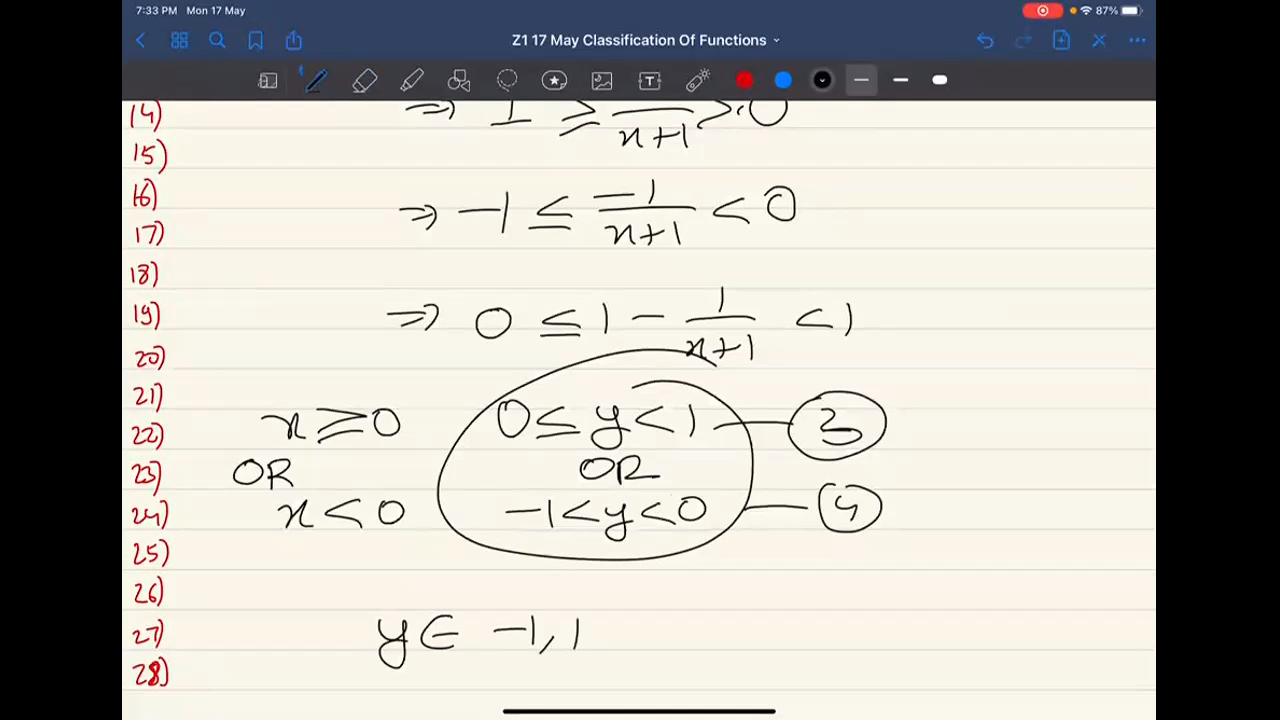 7:33 PM Mon 17 May 87%
Z1 17 May Classification Of Functions
14) ⇒ 1 ≥ /x+1 > 0
15)
16)
17) ⇒ -1 ≤ -1/x+1 < 0
18)
19) ⇒ 0 ≤ 1 - 1/x+1 < 1
20)
21)
22) x ≥ 0 0 ≤ y < 1 — 3
23) OR OR
24) x < 0 -1 < y < 0 — 4
25)
26)
27) y ∈ -1, 1
28)